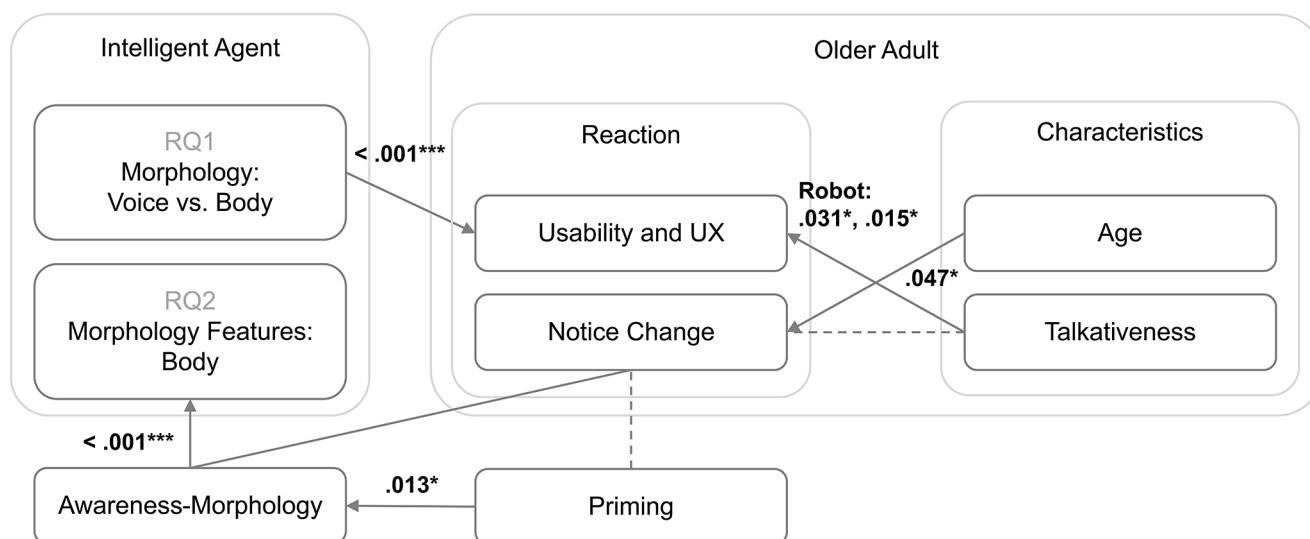 Intelligent Agent
RQ1
Morphology:
Voice vs. Body
RQ2
Morphology Features:
Body
< .001***
Older Adult
Reaction
Usability and UX
Notice Change
Robot:
.031*, .015*
.047*
Characteristics
Age
Talkativeness
< .001***
Awareness-Morphology
.013*
Priming